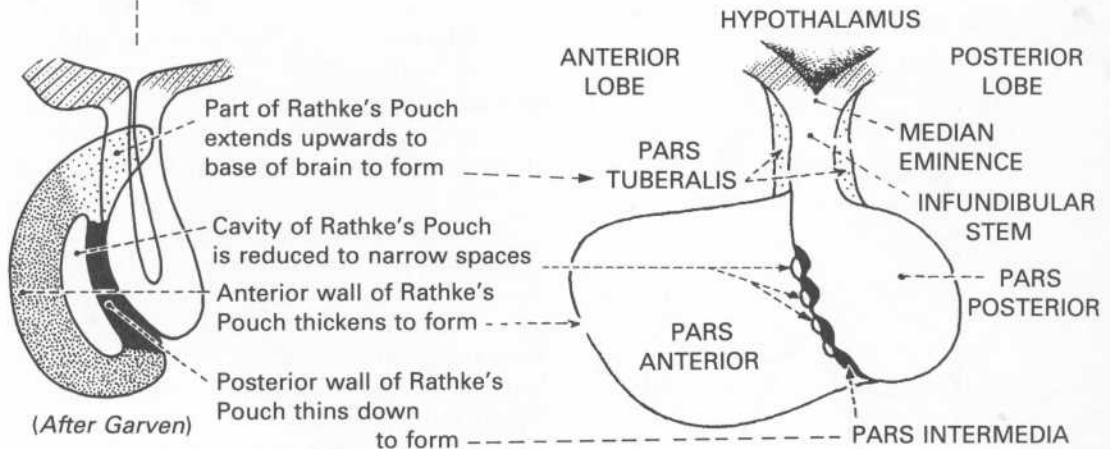 HYPOTHALAMUS
ANTERIOR
LOBE
POSTERIOR
LOBE
Part of Rathke's Pouch
extends upwards to
base of brain to form
PARS
TUBERALIS
MEDIAN
EMINENCE
INFUNDIBULAR
STEM
Cavity of Rathke's Pouch
is reduced to narrow spaces
Anterior wall of Rathke's
Pouch thickens to form
PARS
ANTERIOR
PARS
POSTERIOR
Posterior wall of Rathke's
Pouch thins down
to form
PARS INTERMEDIA
(After Garven)